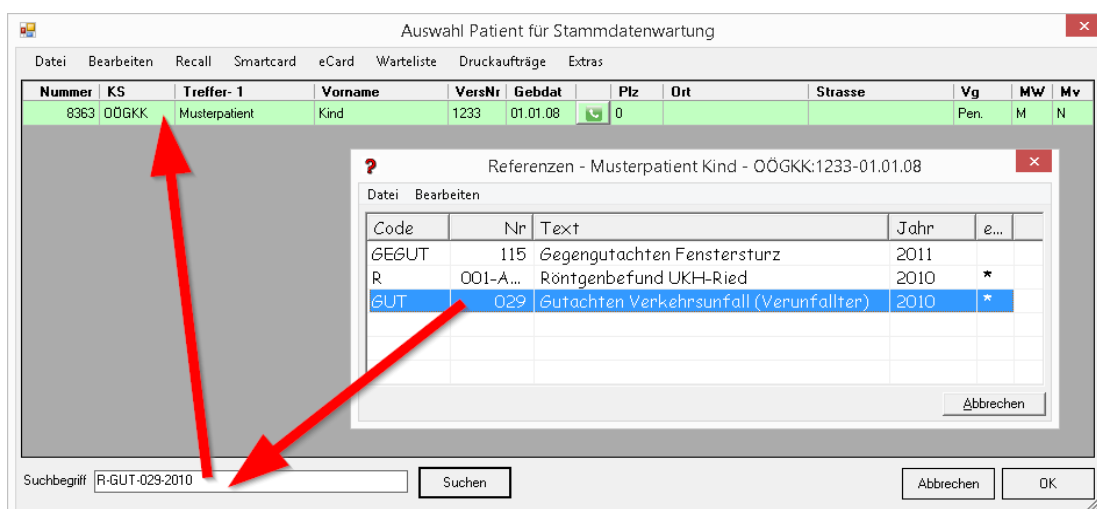 Auswahl Patient für Stammdatenwartung
Datei Bearbeiten Recall Smartcard eCard Warteliste Druckaufträge Extras
Nummer KS Treffer- 1 Vorname VersNr Gebdat Plz Ort Strasse Vg MW Mv
8363 OÖGKK Musterpatient Kind 1233 01.01.08 0 Pen. M N
Referenzen - Musterpatient Kind - OÖGKK:1233-01.01.08
Datei Bearbeiten
Code Nr Text Jahr e...
GEGUT 115 Gegengutachten Fenstersturz 2011
R 001-A... Röntgenbefund UKH-Ried 2010 *
GUT 029 Gutachten Verkehrsunfall (Verunfallter) 2010 *
Abbrechen
Suchbegriff R-GUT-029-2010 Suchen Abbrechen OK